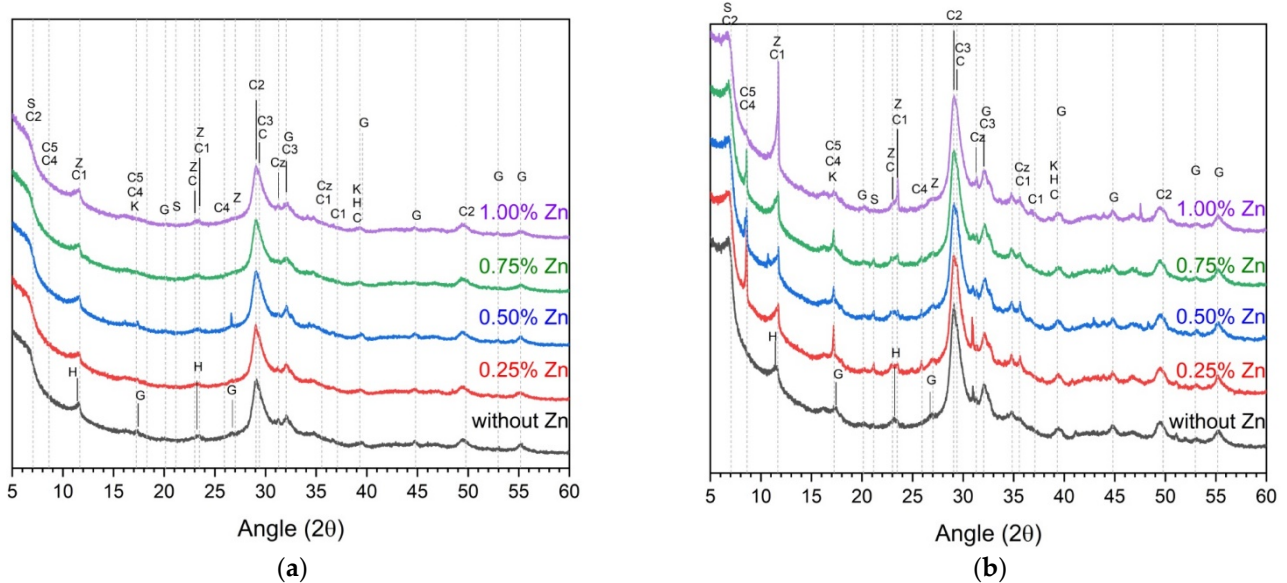 S
C2
C5
C4
Z
C1
C5
C4
K
G
S
Z
C
Z
C1
C4
Z
C2
C3
C
Cz
G
C3
Cz
C1
C1
K
H
C
G
G
C2
G
G
1.00% Zn
0.75% Zn
0.50% Zn
0.25% Zn
without Zn
H
G
H
G
5 10 15 20 25 30 35 40 45 50 55 60
Angle (2θ)
(a)
S
C2
C5
C4
Z
C1
C5
C4
K
G
S
Z
C
Z
C1
C4
Z
C2
C3
C
Cz
G
C3
Cz
C1
C1
K
H
C
G
G
C2
G
G
1.00% Zn
0.75% Zn
0.50% Zn
0.25% Zn
without Zn
H
G
H
G
5 10 15 20 25 30 35 40 45 50 55 60
Angle (2θ)
(b)